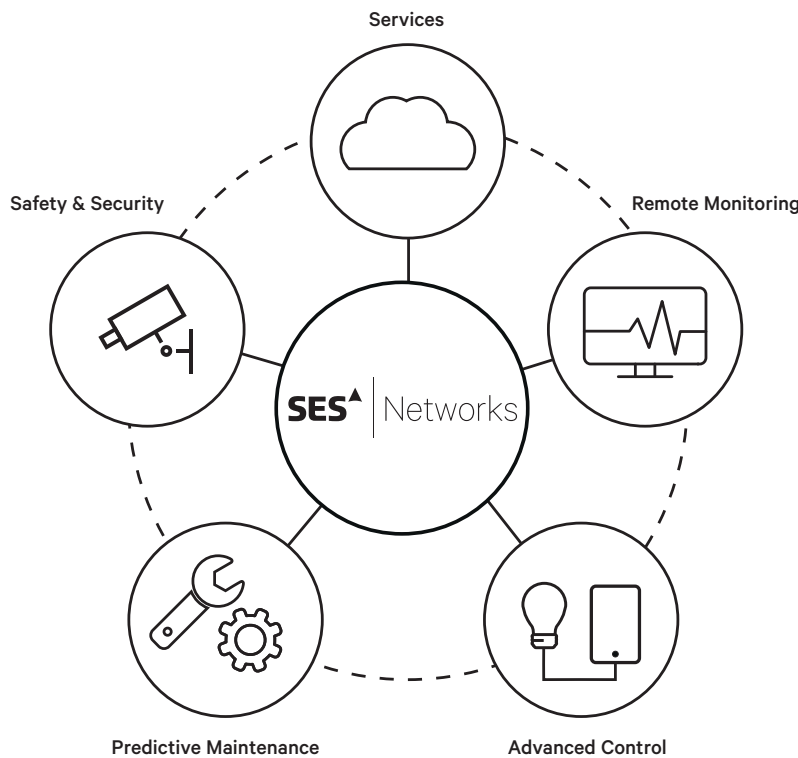 Services
Safety & Security
Remote Monitoring
SES Networks
Predictive Maintenance
Advanced Control